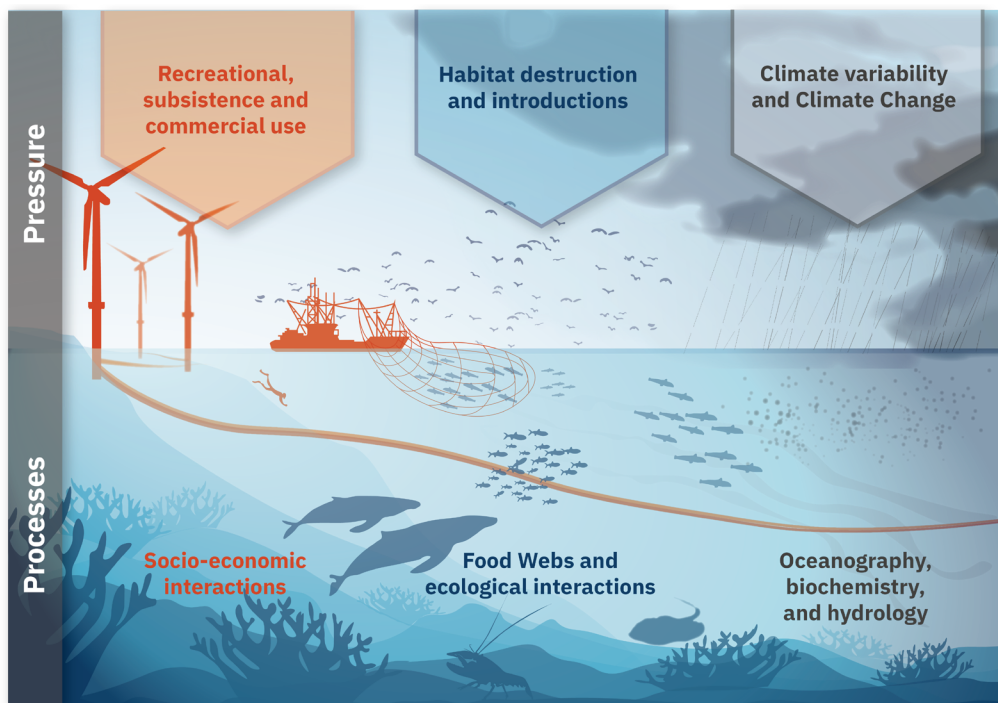 Pressure
Recreational,
subsistence and
commercial use
Habitat destruction
and introductions
Climate variability
and Climate Change
Processes
Socio-economic
interactions
Food Webs and
ecological interactions
Oceanography,
biochemistry,
and hydrology